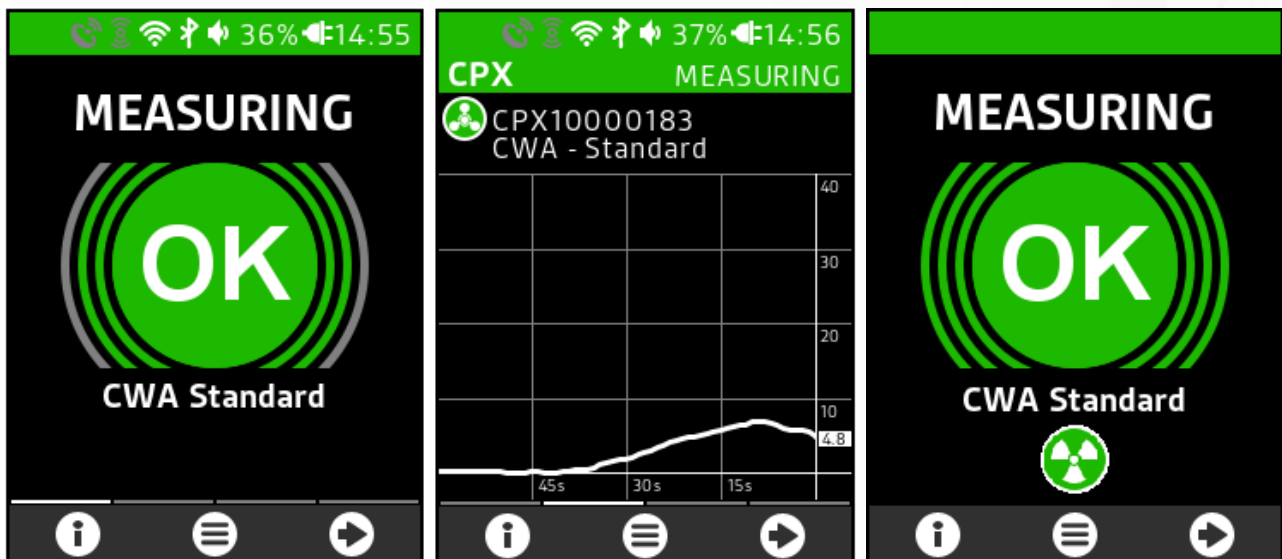 36% 14:55
MEASURING
OK
CWA Standard
i
37% 14:56
CPX MEASURING
CPX10000183
CWA - Standard
40
30
20
10
4.8
45s 30s 15s
i
MEASURING
OK
CWA Standard
i